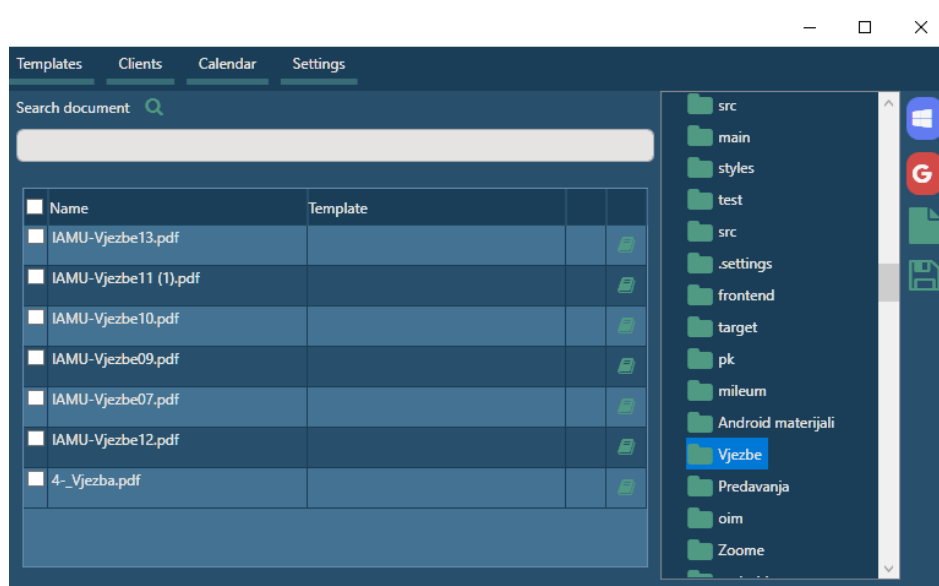 Templates Clients Calendar Settings
Search document
Name Template
IAMU-Vjezbe13.pdf
IAMU-Vjezbe11 (1).pdf
IAMU-Vjezbe10.pdf
IAMU-Vjezbe09.pdf
IAMU-Vjezbe07.pdf
IAMU-Vjezbe12.pdf
4-_Vjezba.pdf
src
main
styles
test
src
.settings
frontend
target
pk
mileum
Android materijali
Vjezbe
Predavanja
oim
Zoome
G